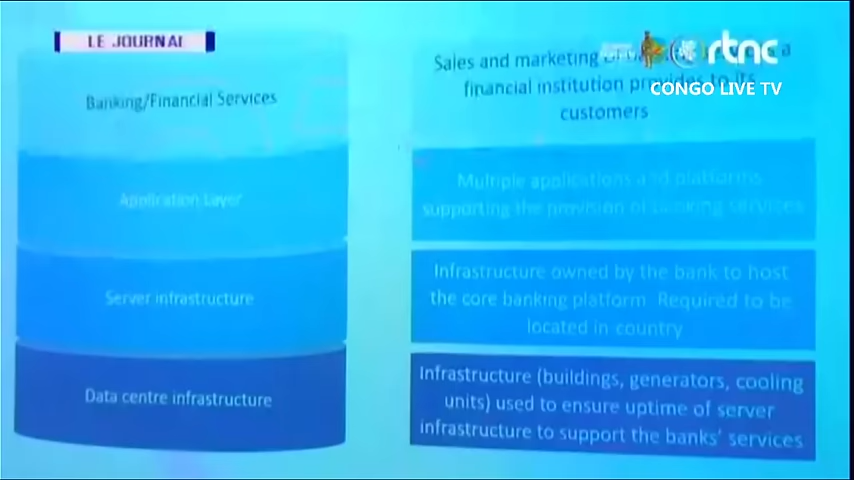 LE JOURNAL
rtnc
CONGO LIVE TV
Banking/Financial Services
Sales and marketing
financial institution provides to its
customers
Application Layer
Multiple applications and platforms
supporting the provision of banking services
Server infrastructure
Infrastructure owned by the bank to host
the core banking platform. Required to be
located in country
Data centre infrastructure
Infrastructure (buildings, generators, cooling
units) used to ensure uptime of server
infrastructure to support the banks' services